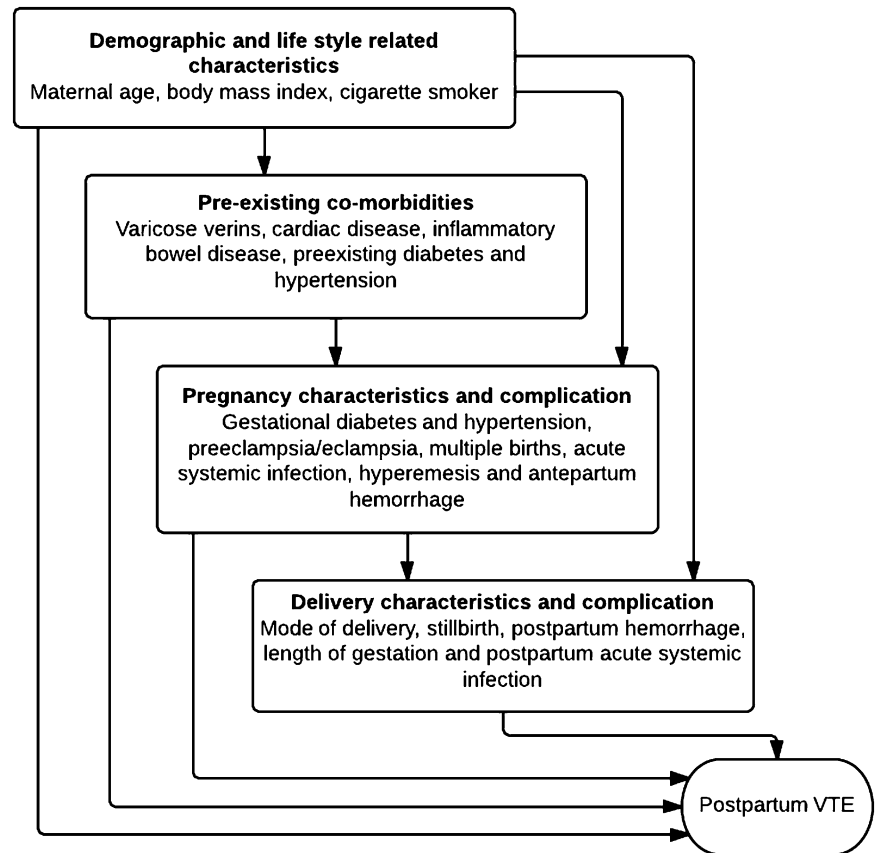 Demographic and life style related
characteristics
Maternal age, body mass index, cigarette smoker
Pre-existing co-morbidities
Varicose verins, cardiac disease, inflammatory
bowel disease, preexisting diabetes and
hypertension
Pregnancy characteristics and complication
Gestational diabetes and hypertension,
preeclampsia/eclampsia, multiple births, acute
systemic infection, hyperemesis and antepartum
hemorrhage
Delivery characteristics and complication
Mode of delivery, stillbirth, postpartum hemorrhage,
length of gestation and postpartum acute systemic
infection
Postpartum VTE